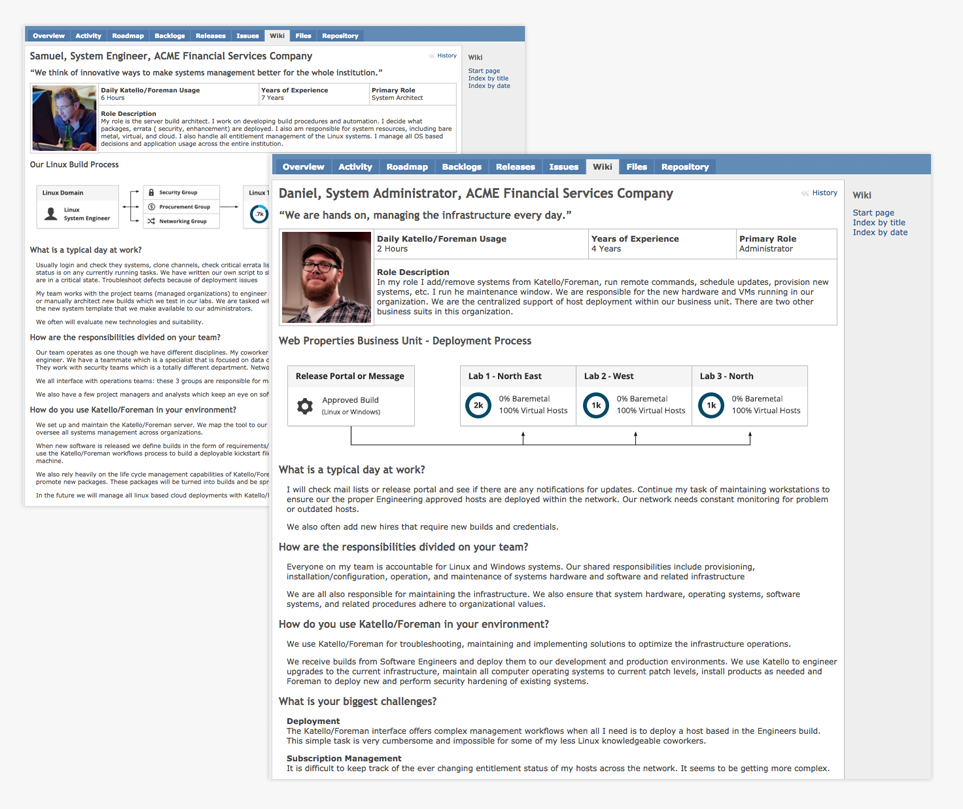 Overview Activity Roadmap Backlogs Releases Issues Wiki Files Repository
Samuel, System Engineer, ACME Financial Services Company
History
“We think of innovative ways to make systems management better for the whole institution.”
Daily Katello/Foreman Usage
6 Hours
Years of Experience
7 Years
Primary Role
System Architect
Role Description
My role is the server build architect. I work on developing build procedures and automation. I decide what
packages, errata ( security, enhancement) are deployed. I also am responsible for system resources, including bare
metal, virtual, and cloud. I also handle all entitlement management of the Linux systems. I manage all OS based
decisions and application usage across the entire institution.
Wiki
Start page
Index by title
Index by date
Our Linux Build Process
Linux Domain
Linux
System Engineer
Security Group
Procurement Group
Networking Group
Linux
.7k
What is a typical day at work?
Usually login and check they systems, clone channels, check critical errata
status is on any currently running tasks. We have written our own script to
are in a critical state. Troubleshoot defects because of deployment issues
My team works with the project teams (managed organizations) to engineer
or manually architect new builds which we test in our labs. We are tasked
the new system template that we make available to our administrators.
We often will evaluate new technologies and suitability.
How are the responsibilities divided on your team?
Our team operates as one though we have different disciplines. My coworker
engineer. We have a teammate which is a specialist that is focused on data
They work with security teams which is a totally different department.
We all interface with operations teams: these 3 groups are responsible for
We also have a few project managers and analysts which keep an eye on
How do you use Katello/Foreman in your environment?
We set up and maintain the Katello/Foreman server. We map the tool to our
oversee all systems management across organizations.
When new software is released we define builds in the form of requirements/
use the Katello/Foreman workflows process to build a deployable kickstart
machine.
We also rely heavily on the life cycle management capabilities of
promote new packages. These packages will be turned into builds and be
In the future we will manage all linux based cloud deployments with
Overview Activity Roadmap Backlogs Releases Issues Wiki Files Repository
Daniel, System Administrator, ACME Financial Services Company
History
“We are hands on, managing the infrastructure every day.”
Daily Katello/Foreman Usage
2 Hours
Years of Experience
4 Years
Primary Role
Administrator
Role Description
In my role I add/remove systems from Katello/Foreman, run remote commands, schedule updates, provision new
systems, etc. I run he maintenance window. We are responsible for the new hardware and VMs running in our
organization. We are the centralized support of host deployment within our business unit. There are two other
business suits in this organization.
Wiki
Start page
Index by title
Index by date
Web Properties Business Unit - Deployment Process
Release Portal or Message
Approved Build
(Linux or Windows)
Lab 1 - North East
2k
0% Baremetal
100% Virtual Hosts
Lab 2 - West
1k
0% Baremetal
100% Virtual Hosts
Lab 3 - North
1k
0% Baremetal
100% Virtual Hosts
What is a typical day at work?
I will check mail lists or release portal and see if there are any notifications for updates. Continue my task of maintaining workstations to
ensure our the proper Engineering approved hosts are deployed within the network. Our network needs constant monitoring for problem
or outdated hosts.
We also often add new hires that require new builds and credentials.
How are the responsibilities divided on your team?
Everyone on my team is accountable for Linux and Windows systems. Our shared responsibilities include provisioning,
installation/configuration, operation, and maintenance of systems hardware and software and related infrastructure
We are all also responsible for maintaining the infrastructure. We also ensure that system hardware, operating systems, software
systems, and related procedures adhere to organizational values.
How do you use Katello/Foreman in your environment?
We use Katello/Foreman for troubleshooting, maintaining and implementing solutions to optimize the infrastructure operations.
We receive builds from Software Engineers and deploy them to our development and production environments. We use Katello to engineer
upgrades to the current infrastructure, maintain all computer operating systems to current patch levels, install products as needed and
Foreman to deploy new and perform security hardening of existing systems.
What is your biggest challenges?
Deployment
The Katello/Foreman interface offers complex management workflows when all I need is to deploy a host based in the Engineers build.
This simple task is very cumbersome and impossible for some of my less Linux knowledgeable coworkers.
Subscription Management
It is difficult to keep track of the ever changing entitlement status of my hosts across the network. It seems to be getting more complex.